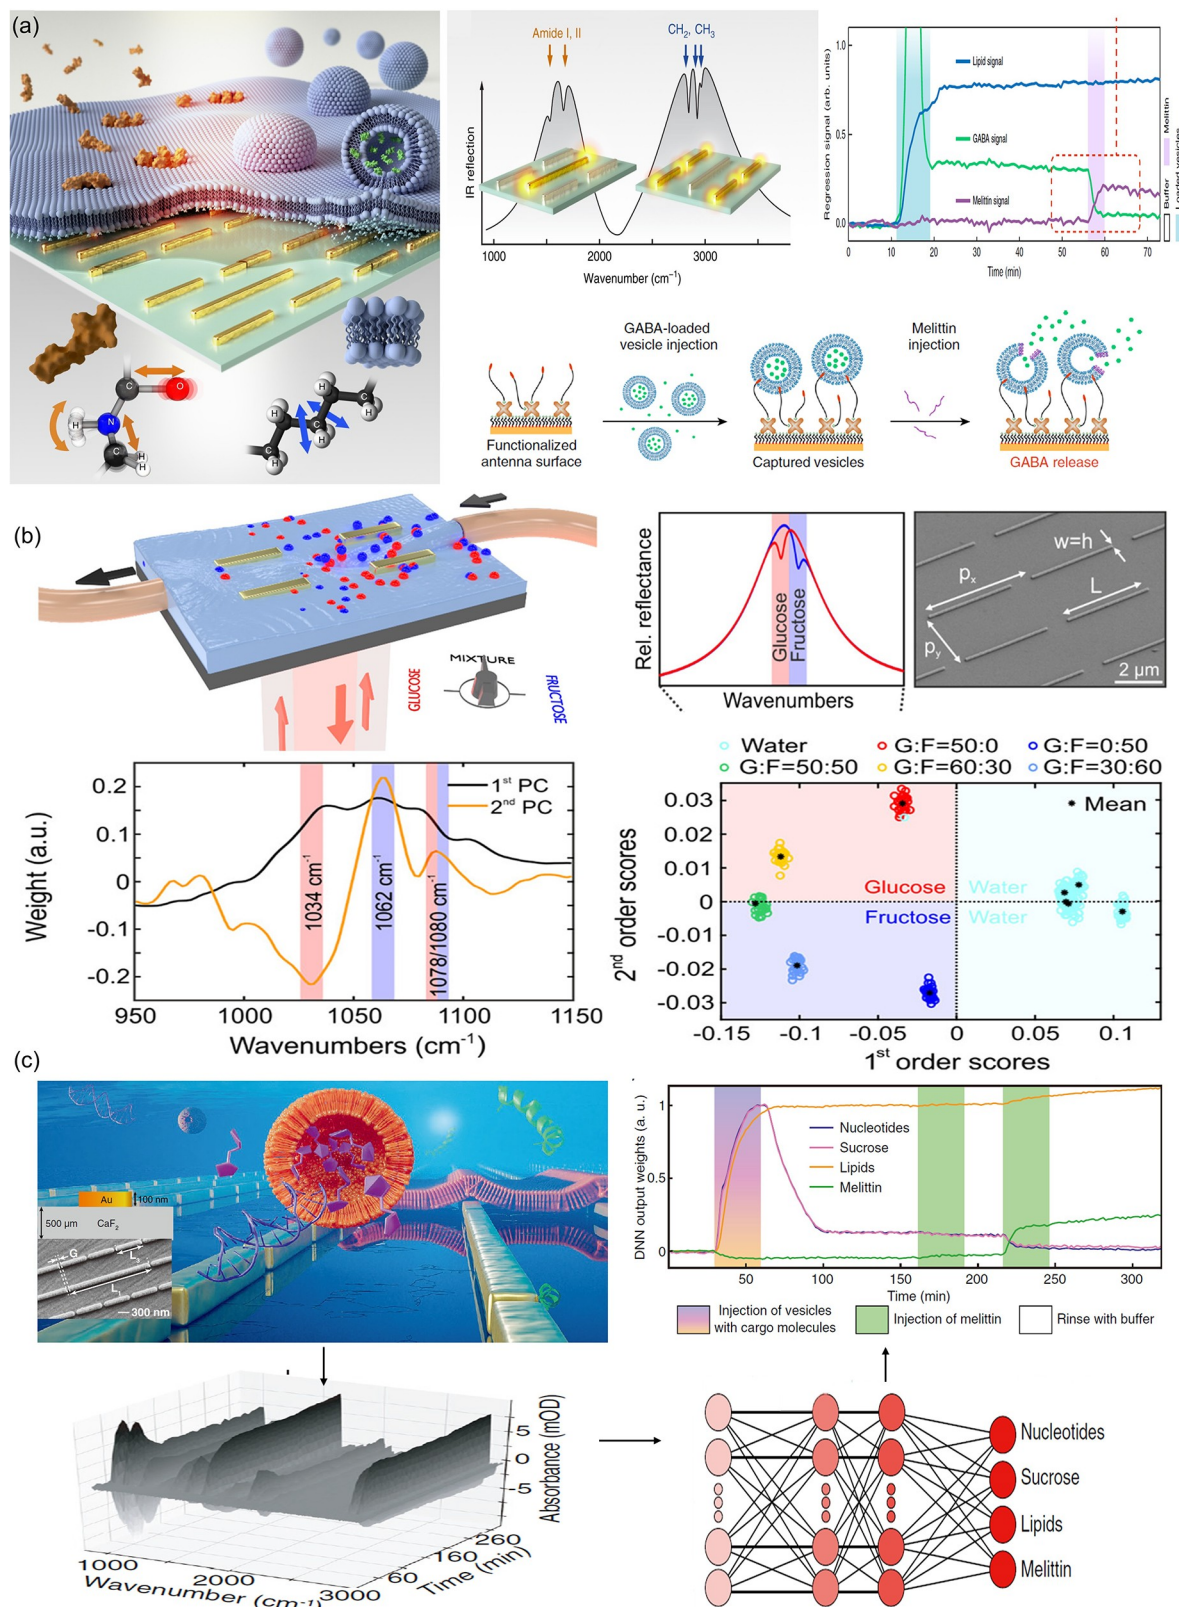 (a)
Amide I, II
CH2, CH3
IR reflection
1000
2000
3000
Wavenumber (cm−1)
Regression signal (arb. units)
1.0
0.5
0.0
Lipid signal
GABA signal
Melittin signal
0
10
20
30
40
50
60
70
Time (min)
Buffer
Melittin
Loaded vesicles
C
O
H
N
C
H
H
H
C
H
C
H
H
C
H
C
H
GABA-loaded
vesicle injection
Melittin
injection
Functionalized
antenna surface
Captured vesicles
GABA release
(b)
MIXTURE
GLUCOSE
FRUCTOSE
Rel. reflectance
Glucose
Fructose
Wavenumbers
w=h
px
L
py
2 µm
Weight (a.u.)
0.2
0.1
0
-0.1
-0.2
1st PC
2nd PC
1034 cm-1
1062 cm-1
1078/1080 cm-1
950
1000
1050
1100
1150
Wavenumbers (cm-1)
Water
G:F=50:0
G:F=0:50
G:F=50:50
G:F=60:30
G:F=30:60
2nd order scores
0.03
0.02
0.01
0
-0.01
-0.02
-0.03
Mean
Glucose
Water
Fructose
Water
-0.15
-0.1
-0.05
0
0.05
0.1
1st order scores
(c)
Au
100 nm
500 µm
CaF2
G
L3
L1
300 nm
DNN output weights (a. u.)
1
0.5
0
Nucleotides
Sucrose
Lipids
Melittin
50
100
150
200
250
300
Time (min)
Injection of vesicles
with cargo molecules
Injection of melittin
Rinse with buffer
Absorbance (mOD)
5
0
-5
1000
2000
3000
Wavenumber (cm-1)
60
160
260
Time (min)
Nucleotides
Sucrose
Lipids
Melittin